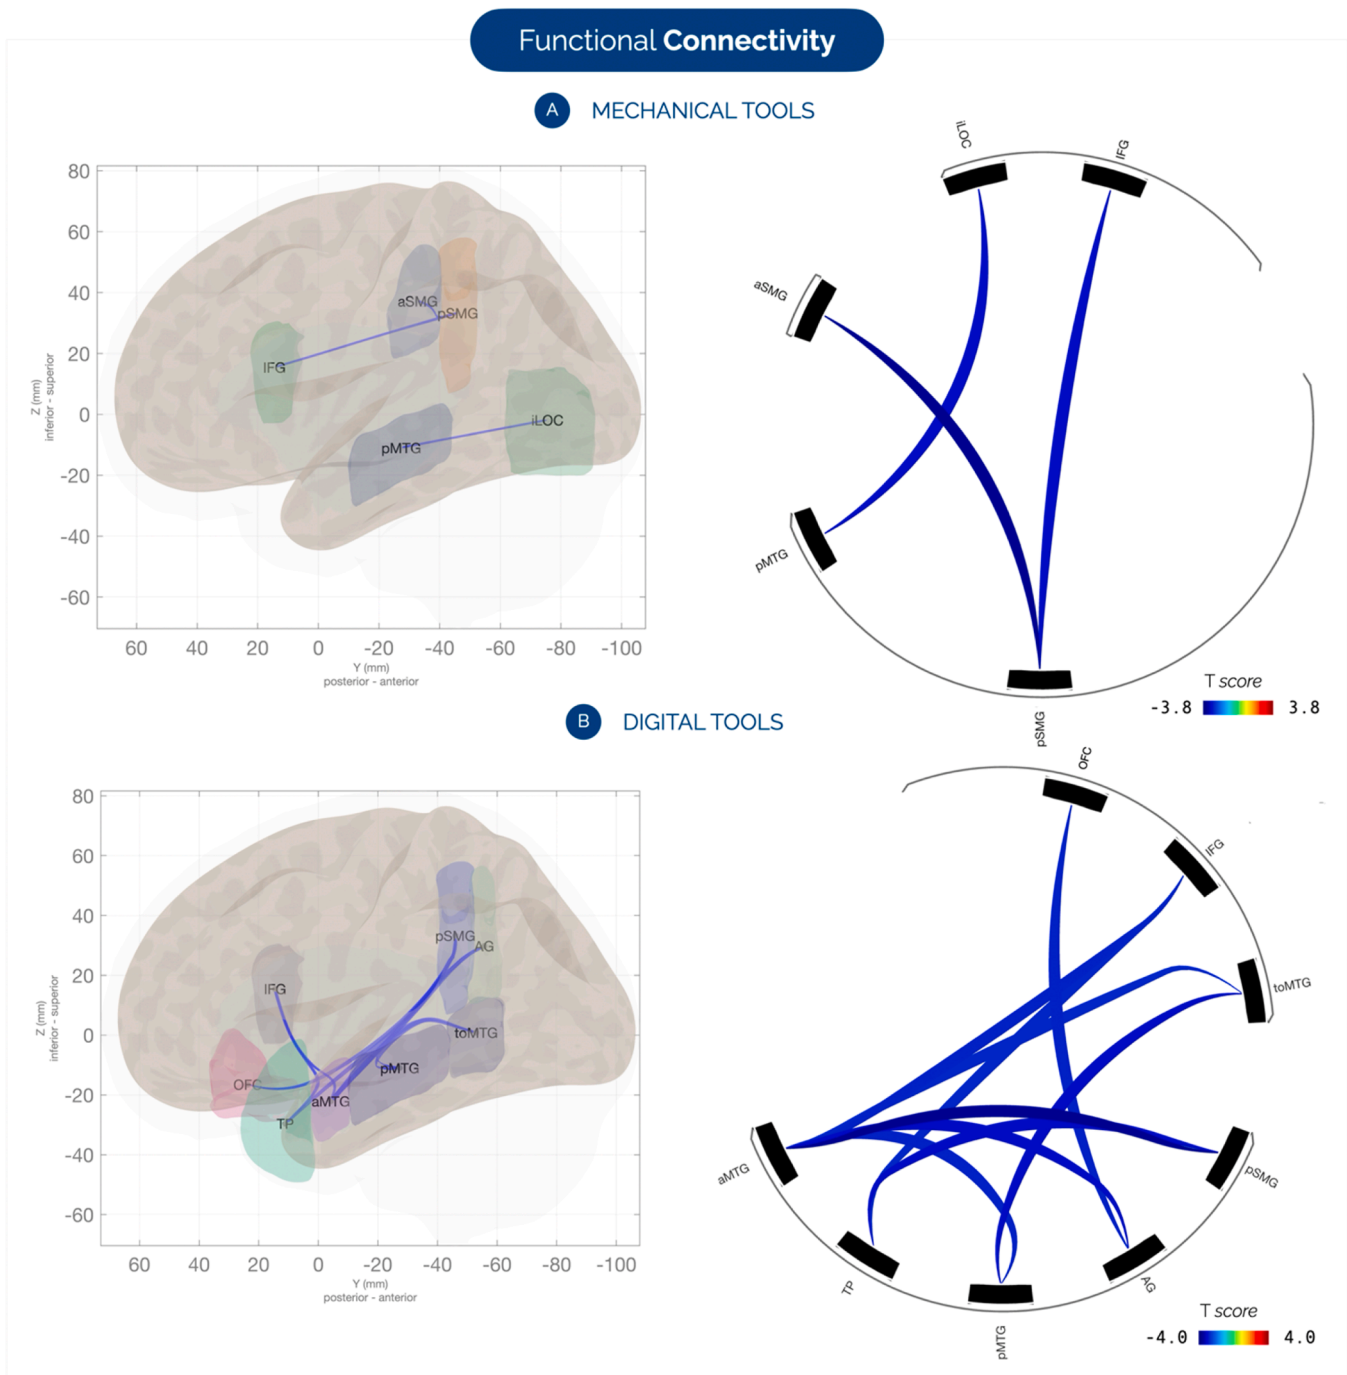 Functional Connectivity
A MECHANICAL TOOLS
80
60
40
20
0
-20
-40
-60
Z (mm)
inferior - superior
60 40 20 0 -20 -40 -60 -80 -100
Y (mm)
posterior - anterior
aSMG
pSMG
IFG
iLOC
pMTG
iLOC
IFG
aSMG
pMTG
pSMG
T score
-3.8 3.8
B DIGITAL TOOLS
80
60
40
20
0
-20
-40
-60
Z (mm)
inferior - superior
60 40 20 0 -20 -40 -60 -80 -100
Y (mm)
posterior - anterior
pSMG
AG
IFG
toMTG
pMTG
OFC
aMTG
TP
OFC
IFG
toMTG
aMTG
pSMG
TP
AG
pMTG
T score
-4.0 4.0